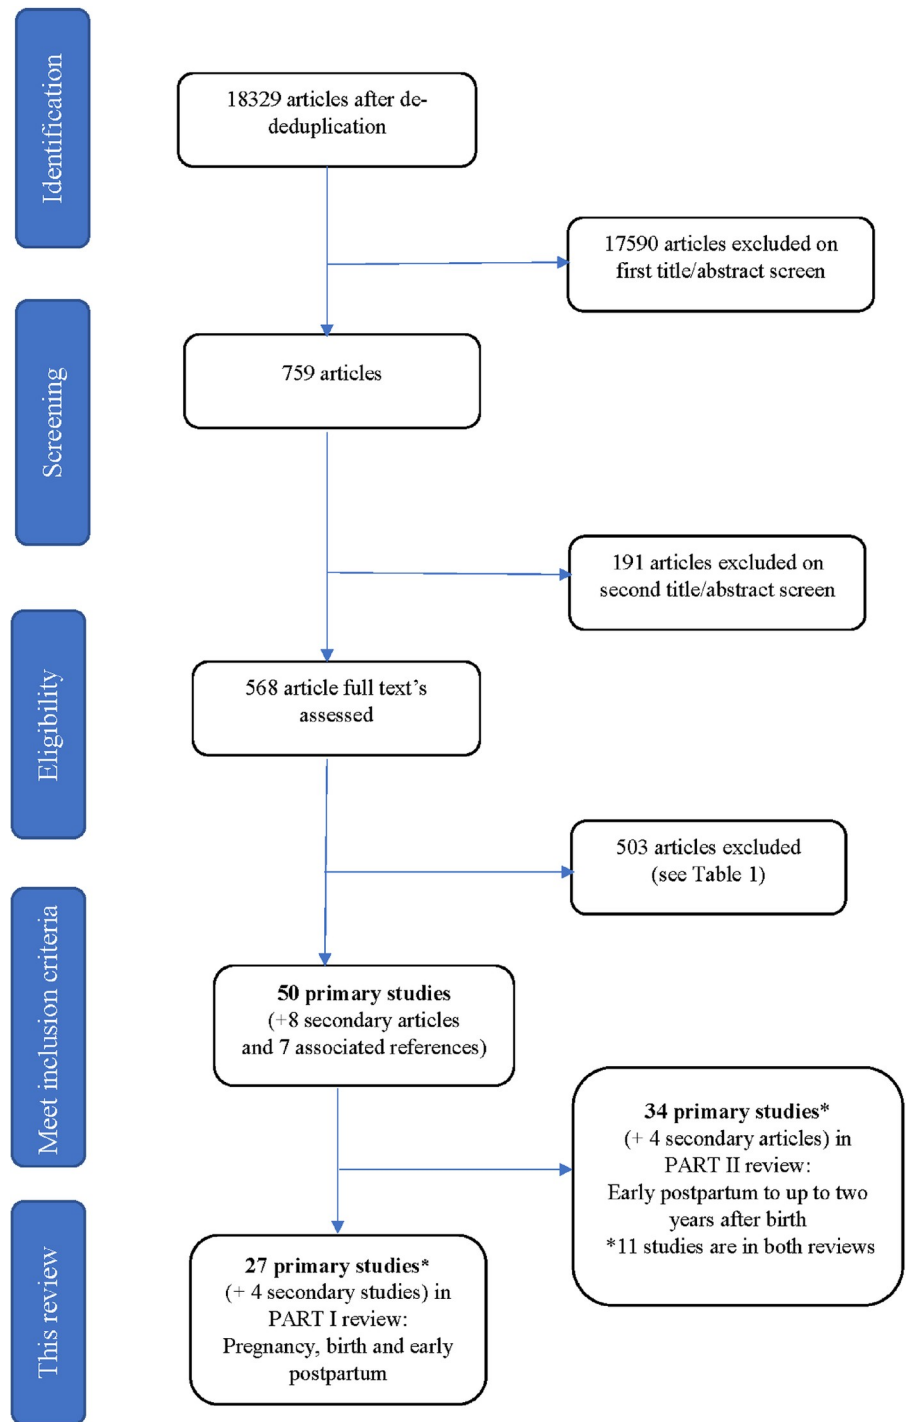 Identification
18329 articles after de-
deduplication
17590 articles excluded on
first title/abstract screen
Screening
759 articles
191 articles excluded on
second title/abstract screen
Eligibility
568 article full text's
assessed
503 articles excluded
(see Table 1)
Meet inclusion criteria
50 primary studies
(+8 secondary articles
and 7 associated references)
34 primary studies*
(+ 4 secondary articles) in
PART II review:
Early postpartum to up to two
years after birth
*11 studies are in both reviews
This review
27 primary studies*
(+ 4 secondary studies) in
PART I review:
Pregnancy, birth and early
postpartum